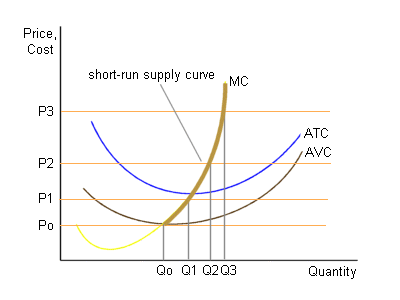 Price,
Cost
short-run supply curve
MC
P3
ATC
AVC
P2
P1
Po
Qo Q1 Q2 Q3
Quantity